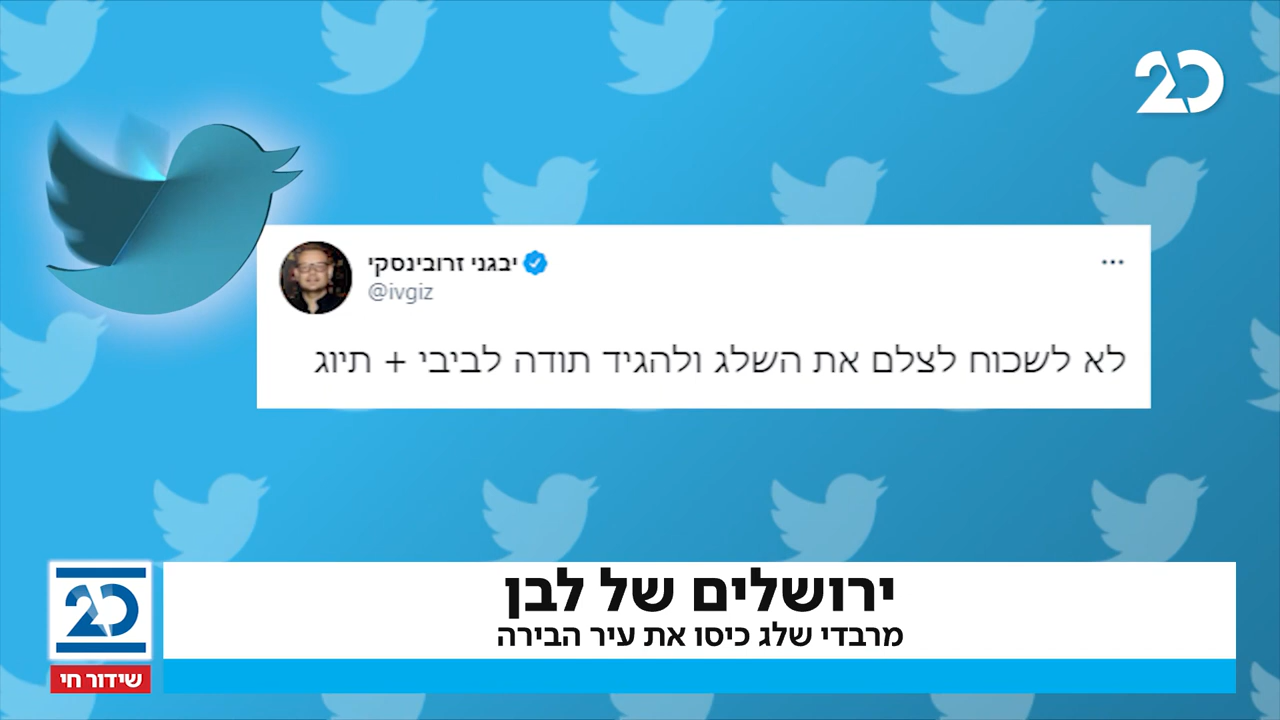 20
יבגני זרובינסקי
@ivgiz
לא לשכוח לצלם את השלג ולהגיד תודה לביבי + תיוג
ירושלים של לבן
מרבדי שלג כיסו את עיר הבירה
20
שידור חי